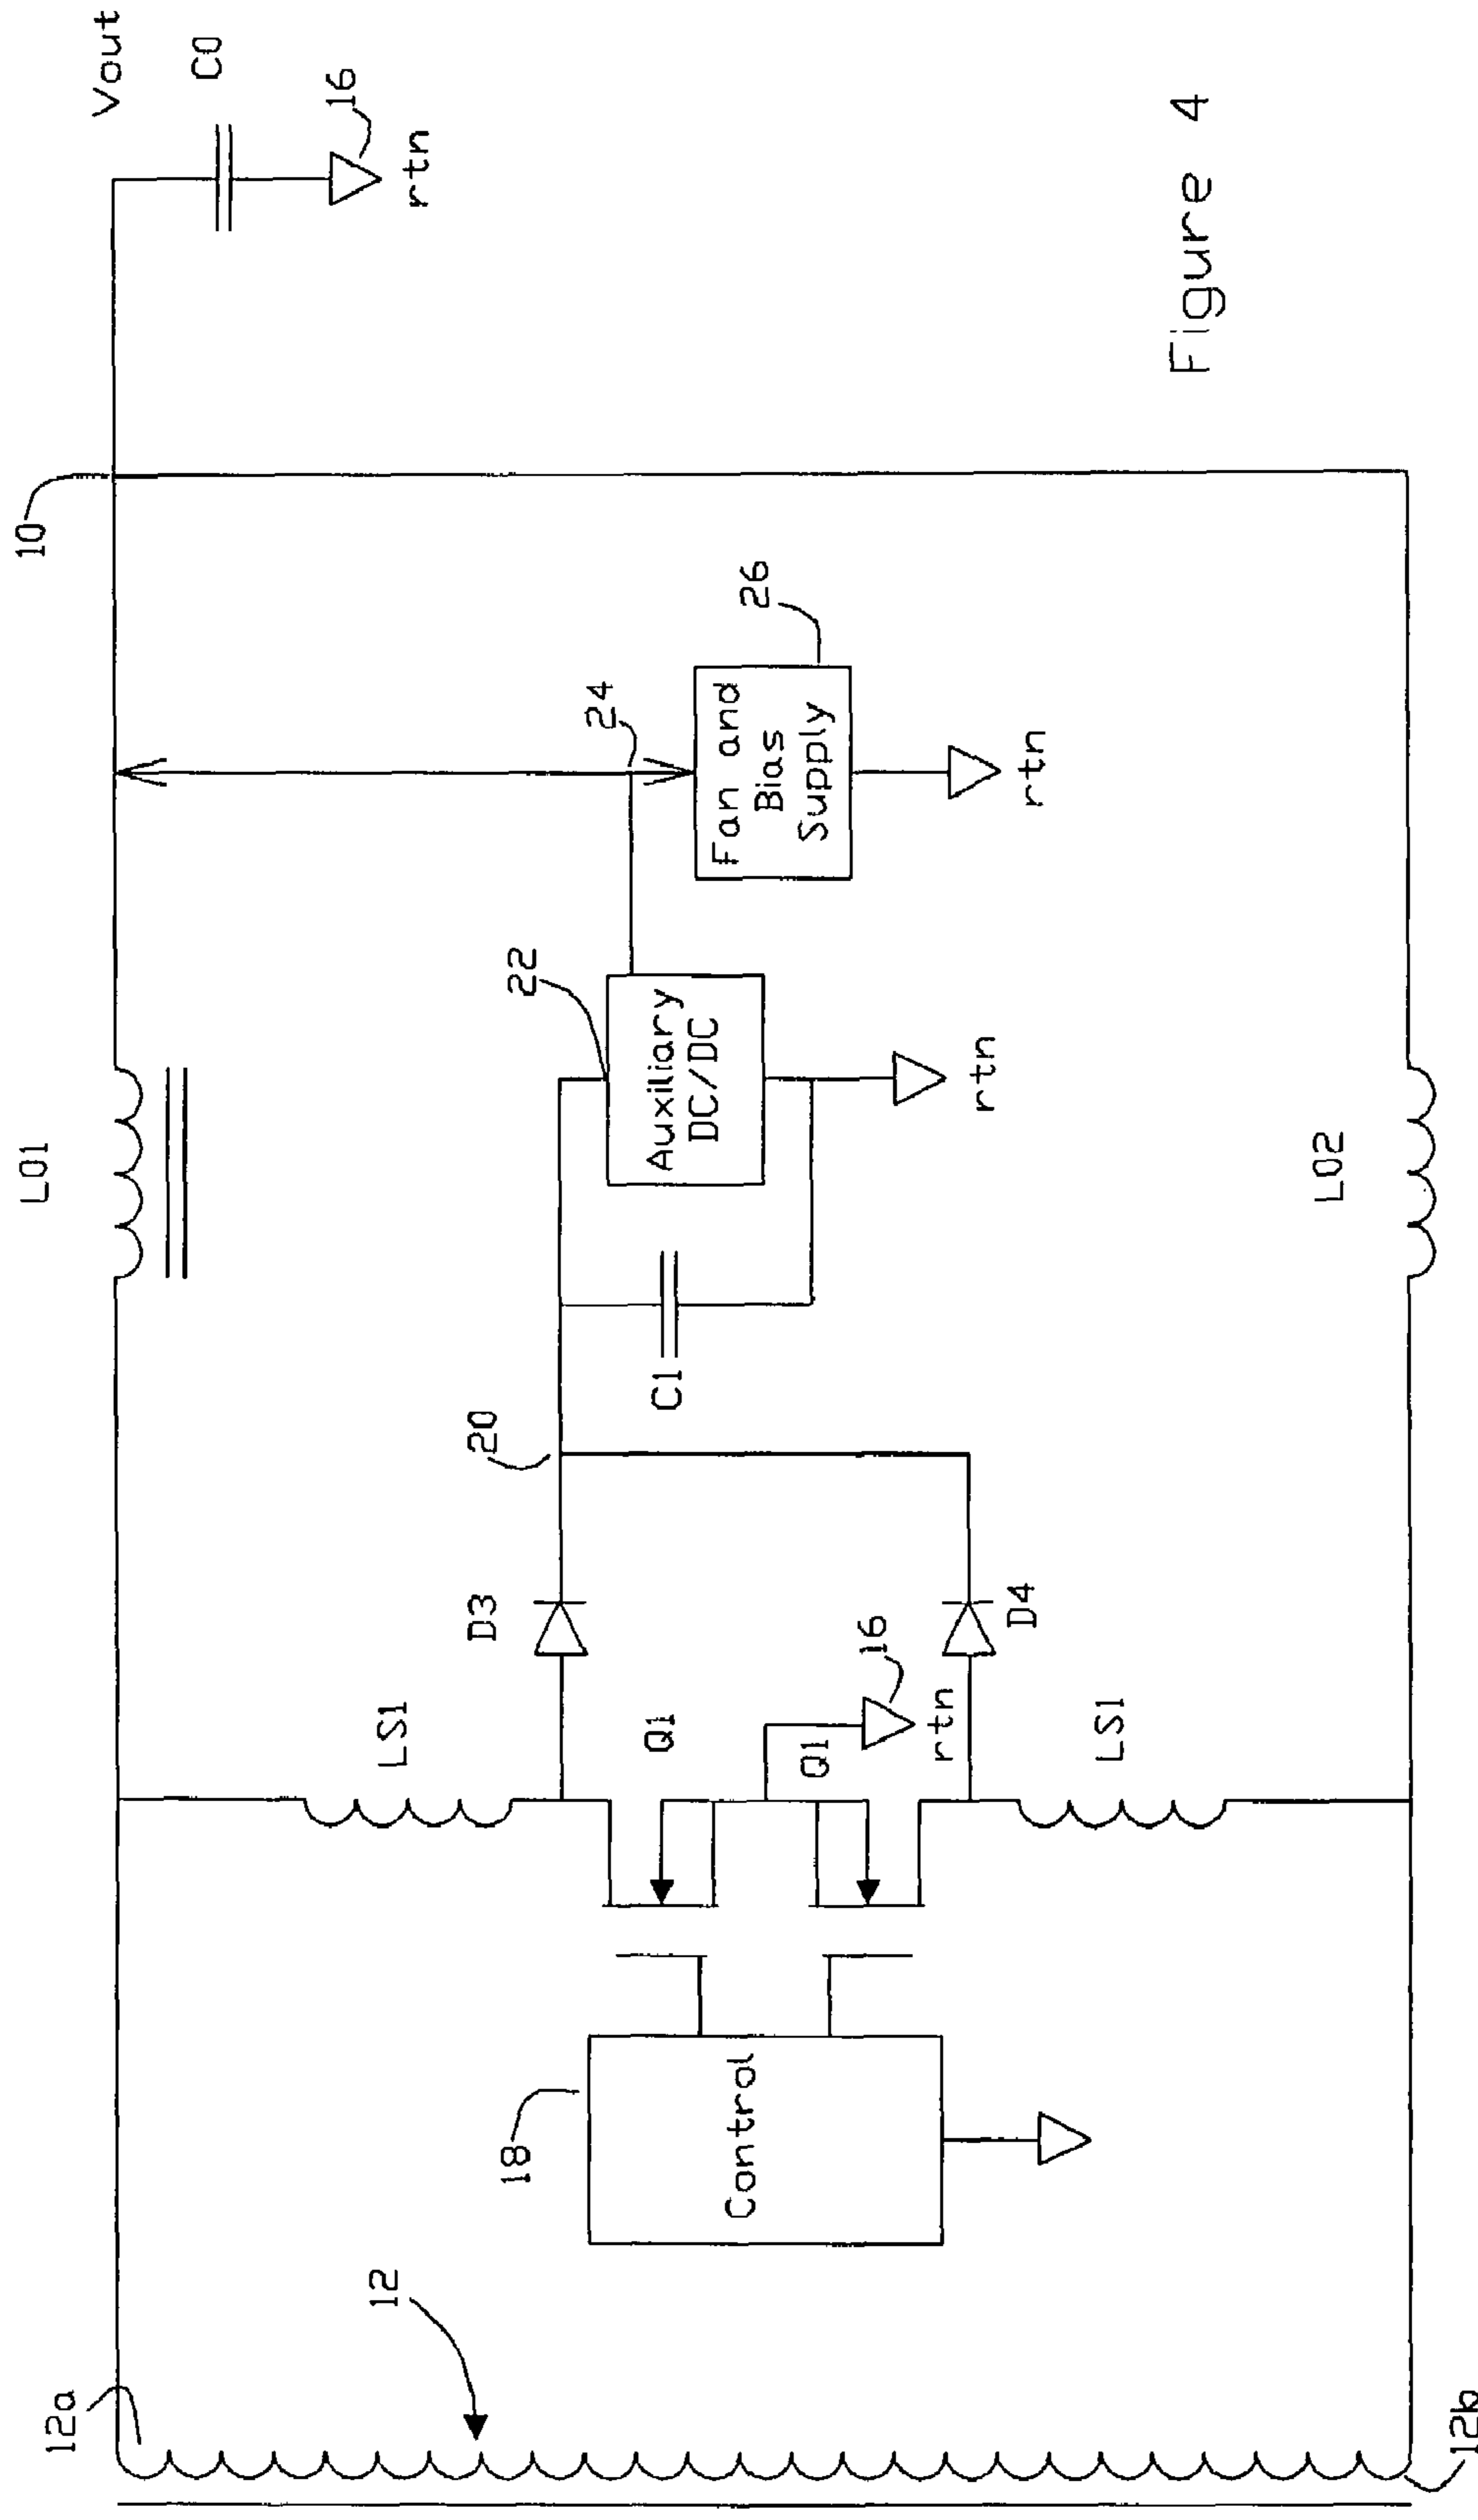 10
L01
Vout
C0
16
rtn
12a
12
LS1
D3
20
22
24
26
18
Control
Q1
Q1
16
rtn
C1
Auxiliary
DC/DC
rtn
Fan and
Bias
Supply
rtn
D4
LS1
L02
12b
Figure 4